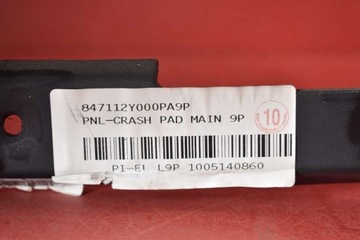 847112Y000PA9P
PNL-CRASH PAD MAIN 9P
10
PI-EL L9P 1005140860